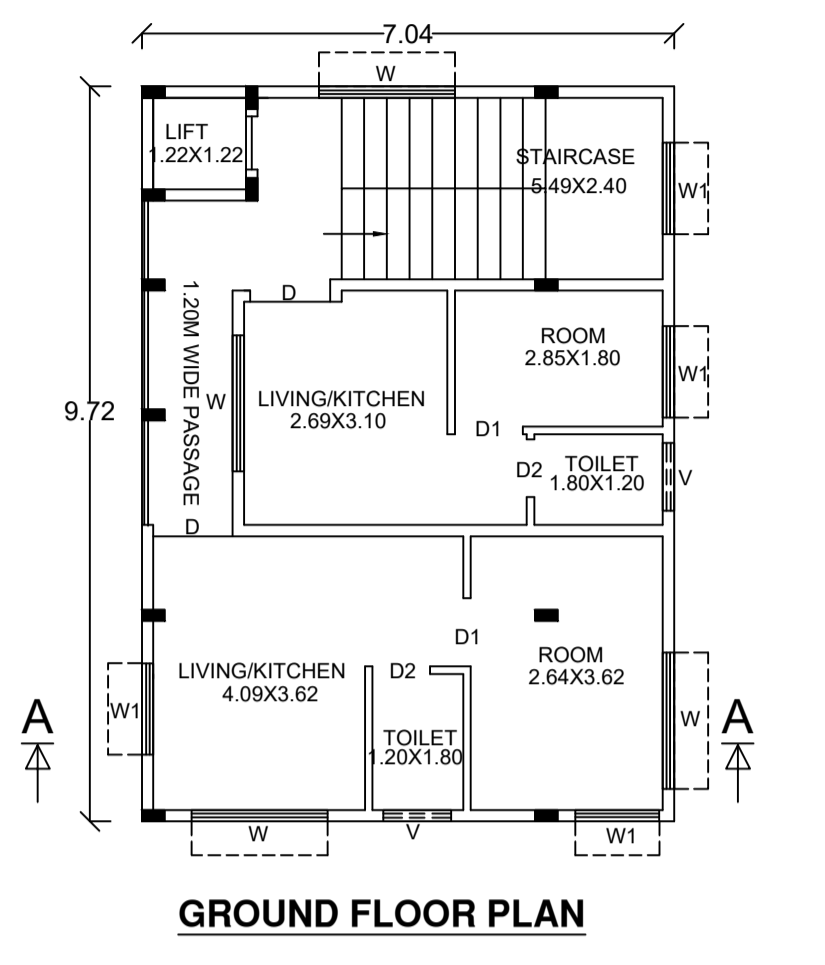 7.04
W
LIFT
1.22X1.22
STAIRCASE
5.49X2.40
W1
D
1.20M WIDE PASSAGE
ROOM
2.85X1.80
W1
9.72
W
LIVING/KITCHEN
2.69X3.10
D1
D2
TOILET
1.80X1.20
V
D
D1
ROOM
2.64X3.62
LIVING/KITCHEN
4.09X3.62
D2
A
W1
TOILET
1.20X1.80
W
A
W
V
W1
GROUND FLOOR PLAN